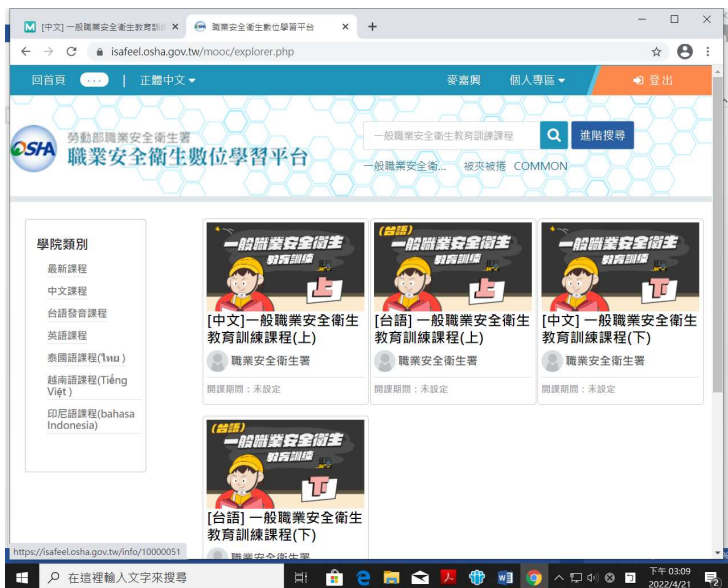 [中文] 一般職業安全衛生教育訓
職業安全衛生數位學習平台
isafeel.osha.gov.tw/mooc/explorer.php
回首頁 ... | 正體中文
麥嘉興 個人專區 登出
OSHA 勞動部職業安全衛生署
職業安全衛生數位學習平台
一般職業安全衛生教育訓練課程 進階搜尋
一般職業安全衛... 被夾被捲 COMMON
學院類別
最新課程
中文課程
台語發音課程
英語課程
泰國語課程(ไทย )
越南語課程(Tiếng
Việt )
印尼語課程(bahasa
Indonesia)
一般職業安全衛生
教育訓練
上
[中文] 一般職業安全衛生
教育訓練課程(上)
職業安全衛生署
開課期間：未設定
(台語)
一般職業安全衛生
教育訓練
上
[台語] 一般職業安全衛生
教育訓練課程(上)
職業安全衛生署
開課期間：未設定
一般職業安全衛生
教育訓練
下
[中文] 一般職業安全衛生
教育訓練課程(下)
職業安全衛生署
開課期間：未設定
(台語)
一般職業安全衛生
教育訓練
下
[台語] 一般職業安全衛生
教育訓練課程(下)
職業安全衛生署
https://isafeel.osha.gov.tw/info/10000051
在這裡輸入文字來搜尋
下午 03:09
2022/4/21
2